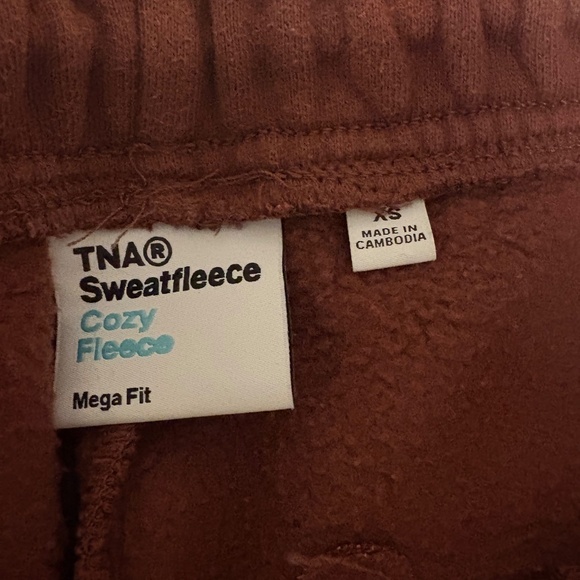 TNA®
Sweatfleece
Cozy
Fleece
Mega Fit
XS
MADE IN
CAMBODIA